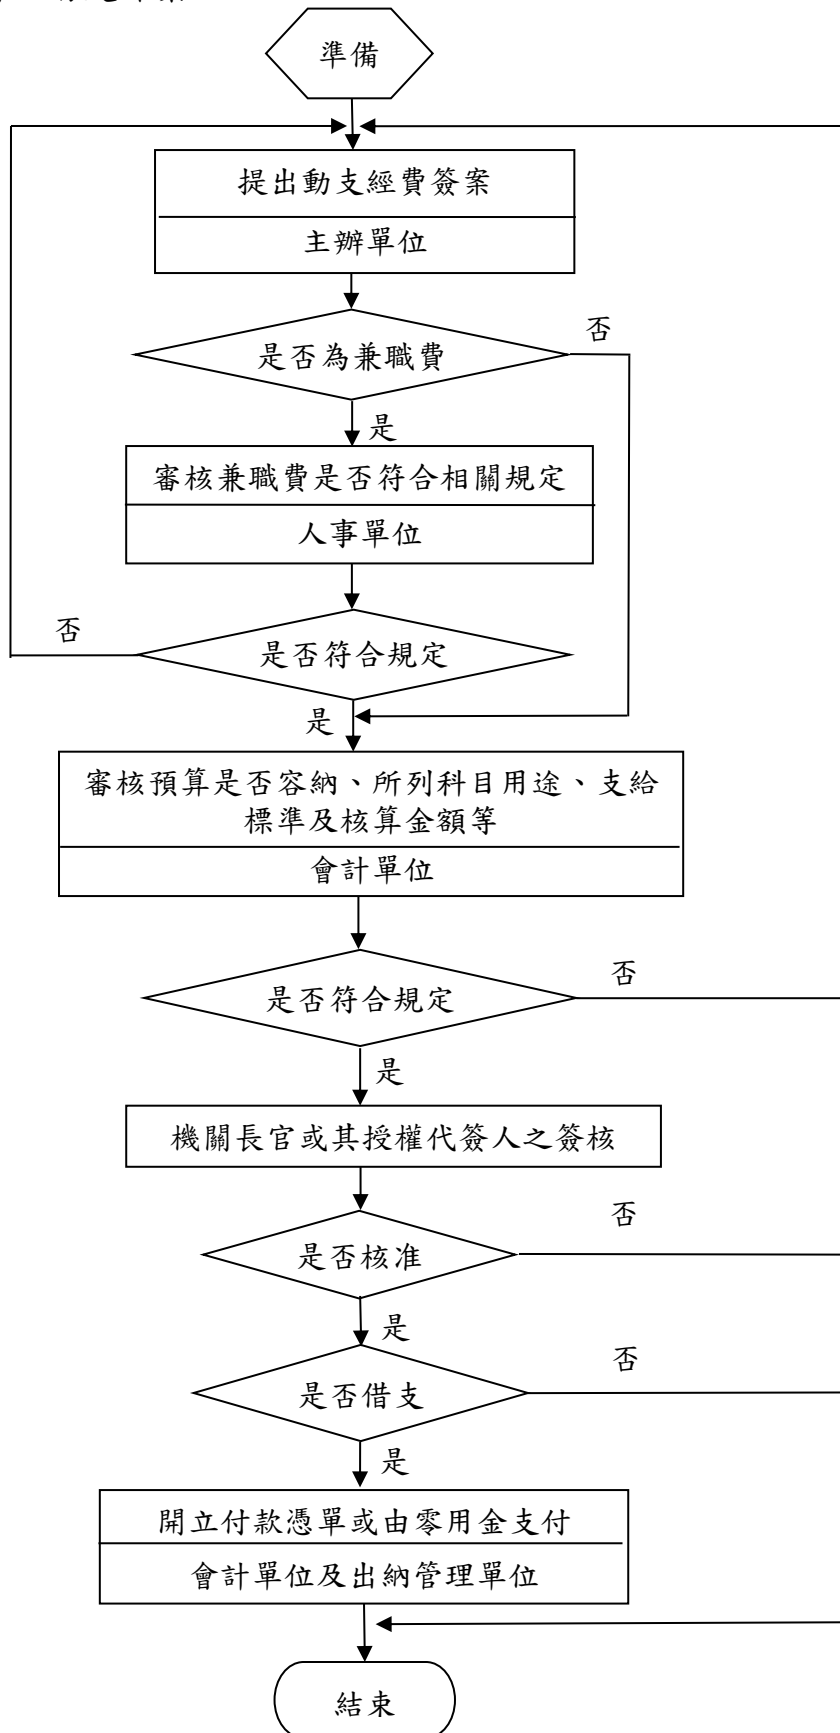 準備
提出動支經費簽案
主辦單位
是否為兼職費
否
是
審核兼職費是否符合相關規定
人事單位
是否符合規定
否
是
審核預算是否容納、所列科目用途、支給
標準及核算金額等
會計單位
是否符合規定
否
是
機關長官或其授權代簽人之簽核
是否核准
否
是
是否借支
否
是
開立付款憑單或由零用金支付
會計單位及出納管理單位
結束